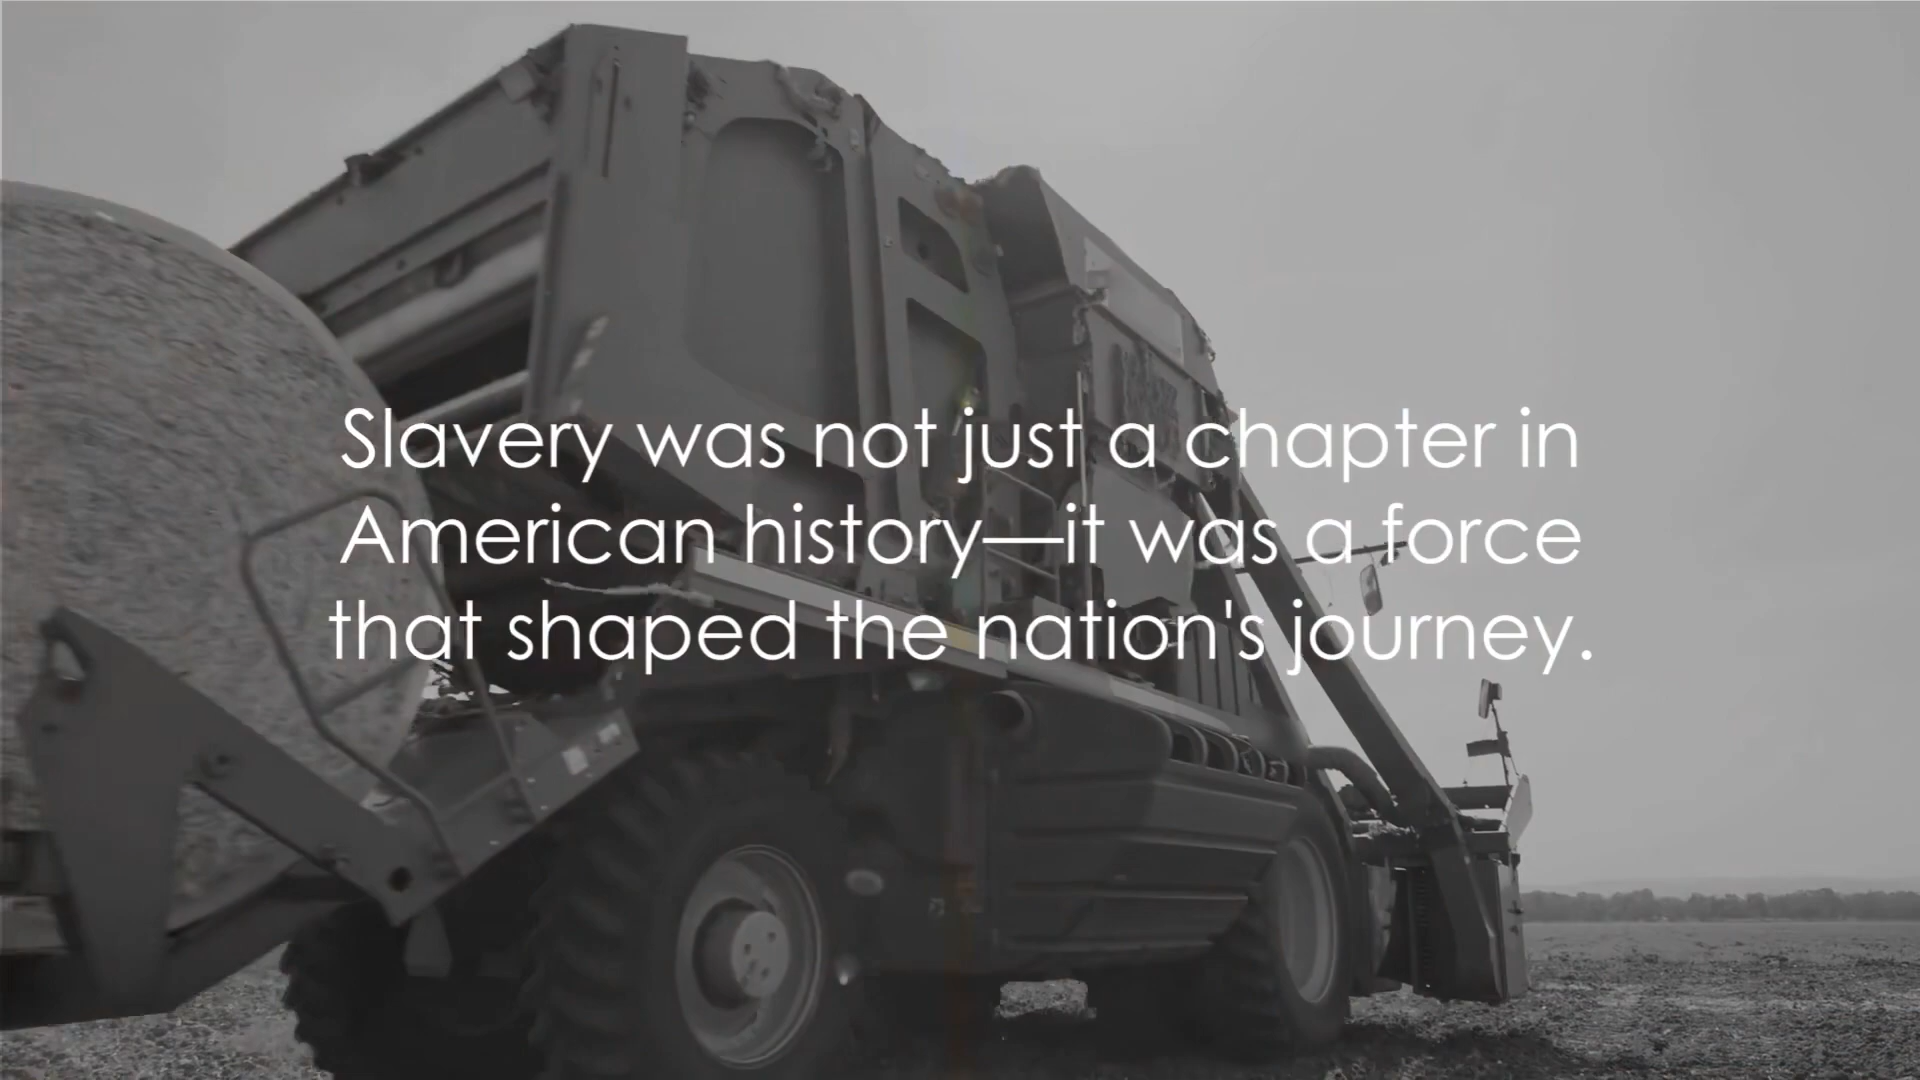 Slavery was not just a chapter in
American history—it was a force
that shaped the nation's journey.